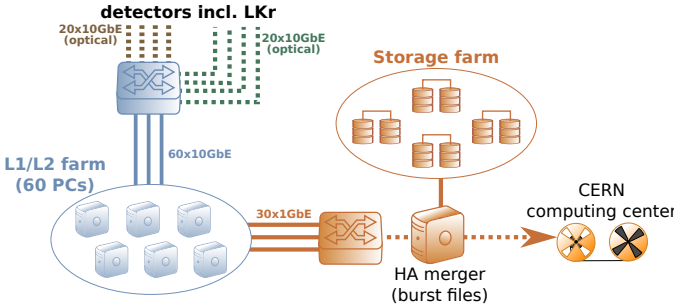 detectors incl. LKr
20x10GbE
(optical)
20x10GbE
(optical)
Storage farm
60x10GbE
L1/L2 farm
(60 PCs)
30x1GbE
CERN
computing center
HA merger
(burst files)